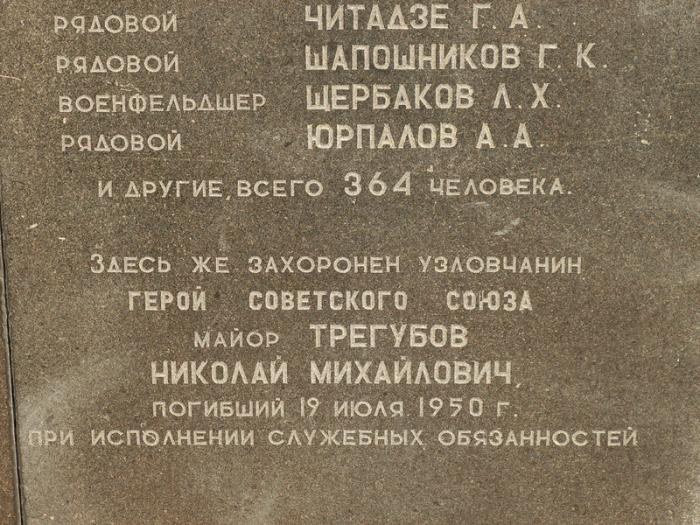 РЯДОВОЙ ЧИТАДЗЕ Г. А.
РЯДОВОЙ ШАПОШНИКОВ Г. К.
ВОЕНФЕЛЬДШЕР ЩЕРБАКОВ Л. Х.
РЯДОВОЙ ЮРПАЛОВ А. А.
И ДРУГИЕ, ВСЕГО 364 ЧЕЛОВЕКА.
ЗДЕСЬ ЖЕ ЗАХОРОНЕН УЗЛОВЧАНИН
ГЕРОЙ СОВЕТСКОГО СОЮЗА
МАЙОР ТРЕГУБОВ
НИКОЛАЙ МИХАЙЛОВИЧ,
ПОГИБШИЙ 19 ИЮЛЯ 1950 Г.
ПРИ ИСПОЛНЕНИИ СЛУЖЕБНЫХ ОБЯЗАННОСТЕЙ